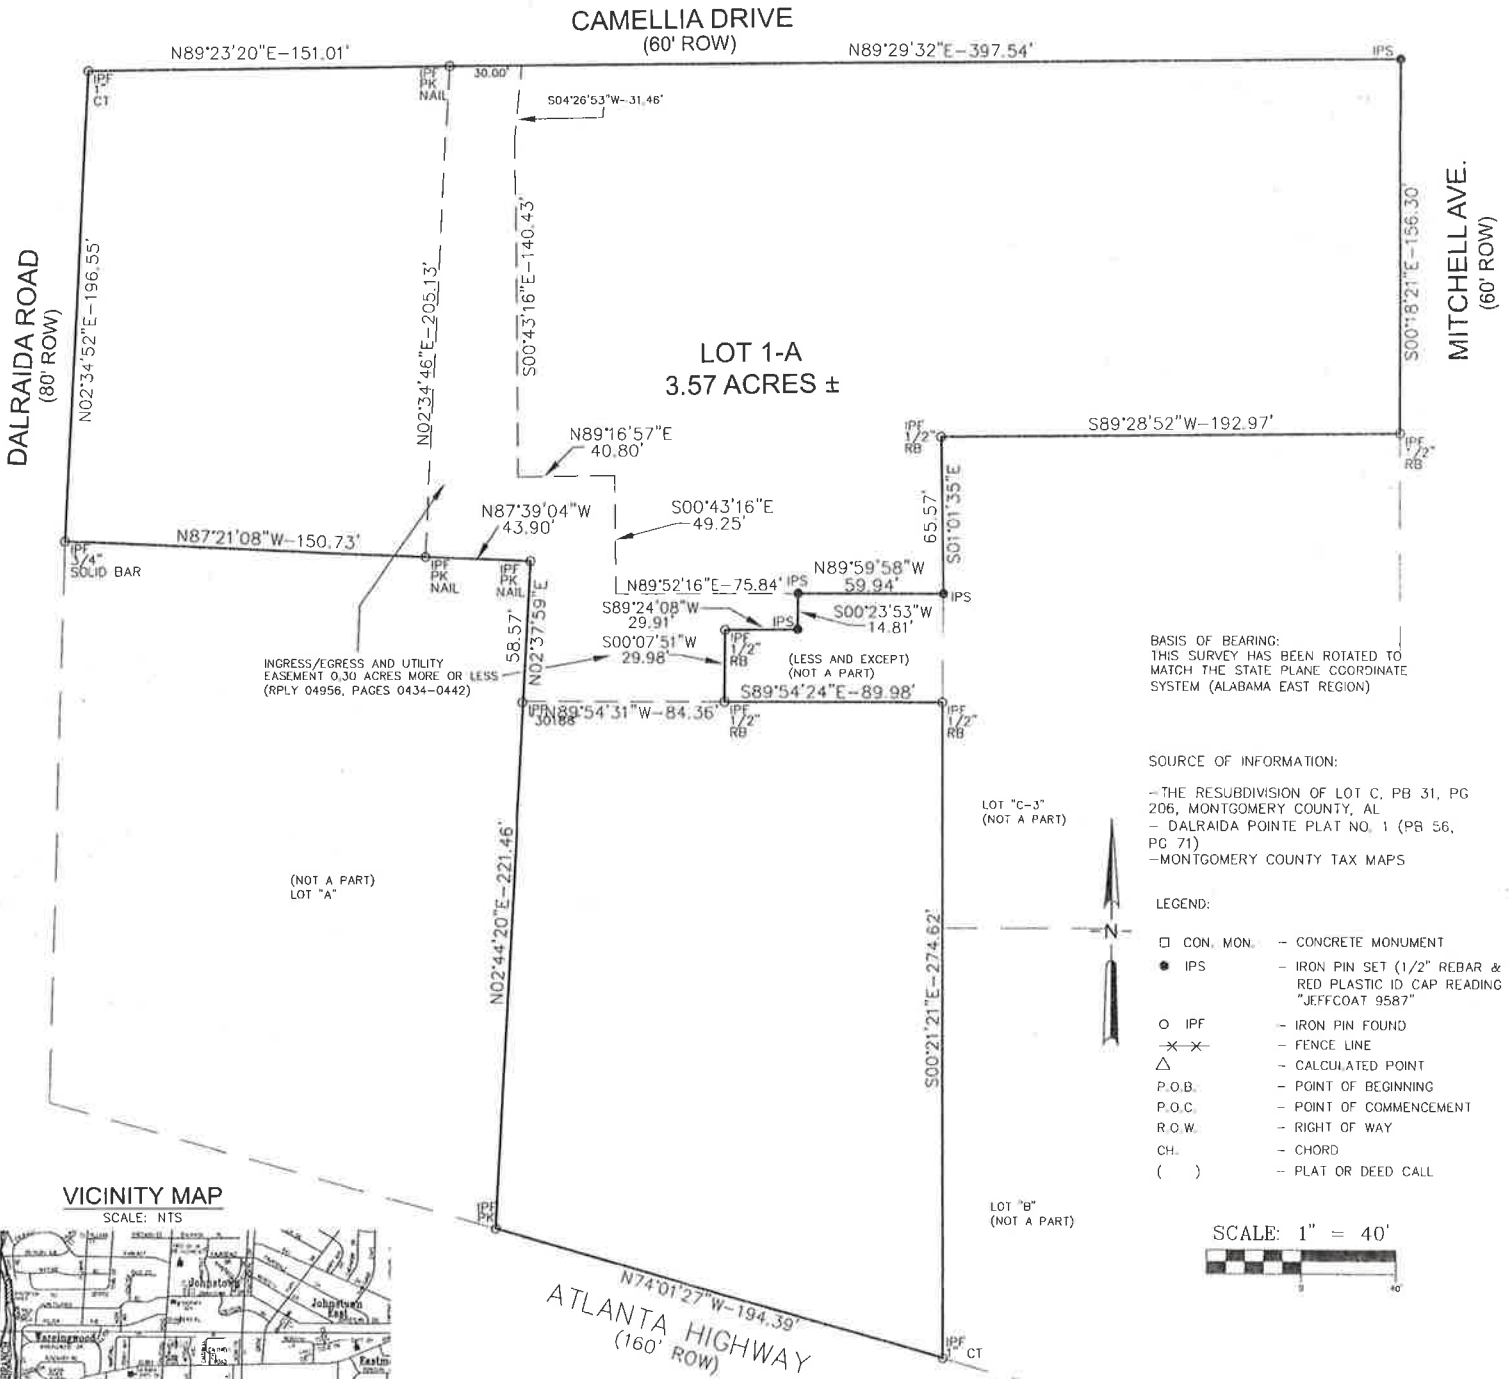 CAMELLIA DRIVE
(60' ROW)
N89°23'20"E-151.01'
N89°29'32"E-397.54'
IPS
IPF
1"
CT
IPF
PK
NAIL
30.00'
S04°26'53"W-31.46'
DALRAIDA ROAD
(80' ROW)
N02°34'52"E-196.55'
N02°34'46"E-205.13'
S00°43'16"E-140.43'
S00°18'21"E-156.30'
MITCHELL AVE.
(60' ROW)
LOT 1-A
3.57 ACRES ±
N89°16'57"E
40.80'
IPF
1/2"
RB
S89°28'52"W-192.97'
IPF
1/2"
RB
N87°39'04"W
43.90'
S00°43'16"E
49.25'
65.57'
S01°01'35"E
N87°21'08"W-150.73'
IPF
3/4"
SOLID BAR
IPF
PK
NAIL
IPF
PK
NAIL
58.57'
N02°37'59"E
N89°52'16"E-75.84'
IPS
N89°59'58"W
59.94'
IPS
S89°24'08"W
29.91'
IPS
S00°23'53"W
14.81'
S00°07'51"W
29.98'
IPF
1/2"
RB
(LESS AND EXCEPT)
(NOT A PART)
INGRESS/EGRESS AND UTILITY
EASEMENT 0.30 ACRES MORE OR LESS
(RPLY 04956, PAGES 0434-0442)
S89°54'24"E-89.98'
IPF
30188
N89°54'31"W-84.36'
IPF
1/2"
RB
IPF
1/2"
RB
BASIS OF BEARING:
THIS SURVEY HAS BEEN ROTATED TO
MATCH THE STATE PLANE COORDINATE
SYSTEM (ALABAMA EAST REGION)
SOURCE OF INFORMATION:
-THE RESUBDIVISION OF LOT C, PB 31, PG
206, MONTGOMERY COUNTY, AL
- DALRAIDA POINTE PLAT NO. 1 (PB 56,
PG 71)
-MONTGOMERY COUNTY TAX MAPS
LOT "C-3"
(NOT A PART)
(NOT A PART)
LOT "A"
N02°44'20"E-221.46'
S00°21'21"E-274.62'
N
LEGEND:
CON. MON. - CONCRETE MONUMENT
IPS - IRON PIN SET (1/2" REBAR &
RED PLASTIC ID CAP READING
"JEFFCOAT 9587"
IPF - IRON PIN FOUND
- FENCE LINE
- CALCULATED POINT
P.O.B. - POINT OF BEGINNING
P.O.C. - POINT OF COMMENCEMENT
R.O.W. - RIGHT OF WAY
CH. - CHORD
( ) - PLAT OR DEED CALL
LOT "B"
(NOT A PART)
IPF
PK
N74°01'27"W-194.39'
ATLANTA HIGHWAY
(160' ROW)
IPF
1"
CT
SCALE: 1" = 40'
0 40'
VICINITY MAP
SCALE: NTS
Johnstown
Johnstown
East